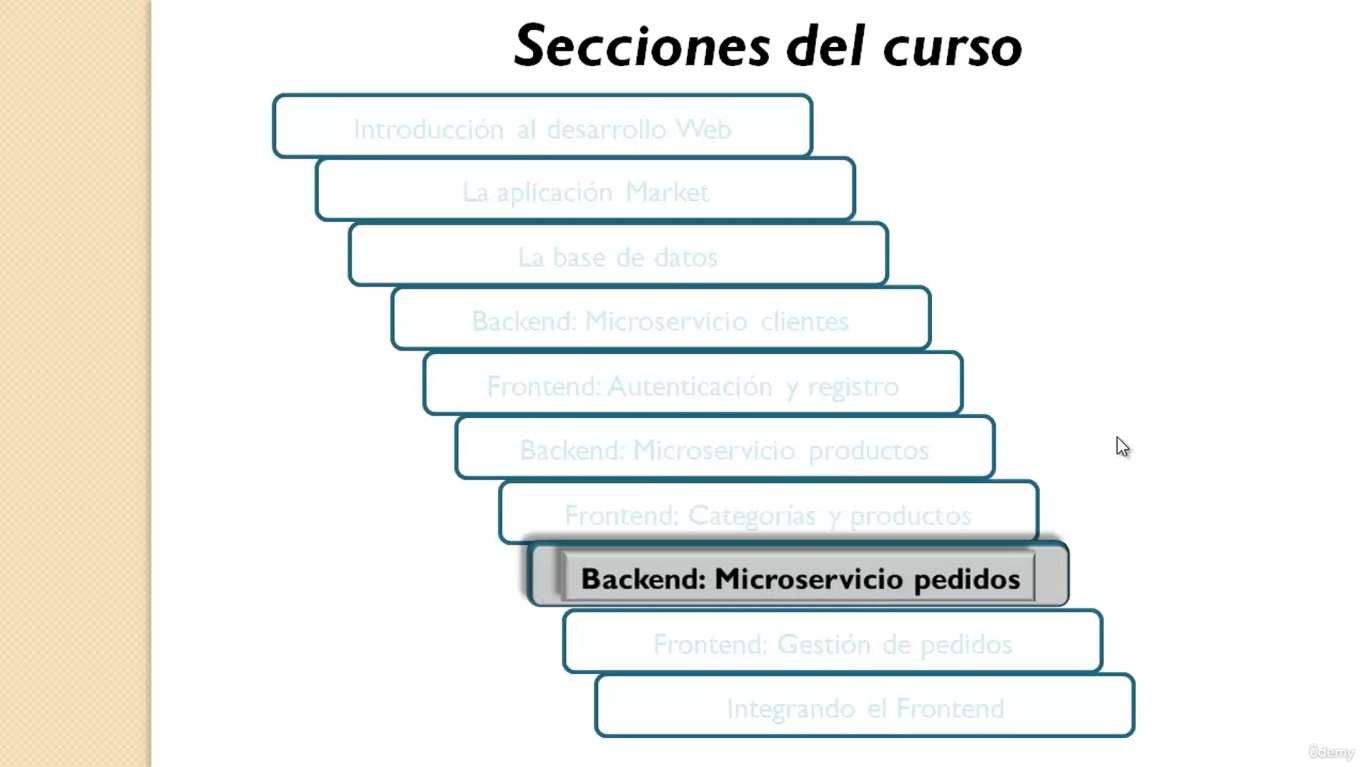 Secciones del curso
Introducción al desarrollo Web
La aplicación Market
La base de datos
Backend: Microservicio clientes
Frontend: Autenticación y registro
Backend: Microservicio productos
Frontend: Categorías y productos
Backend: Microservicio pedidos
Frontend: Gestión de pedidos
Integrando el Frontend
ûdemy